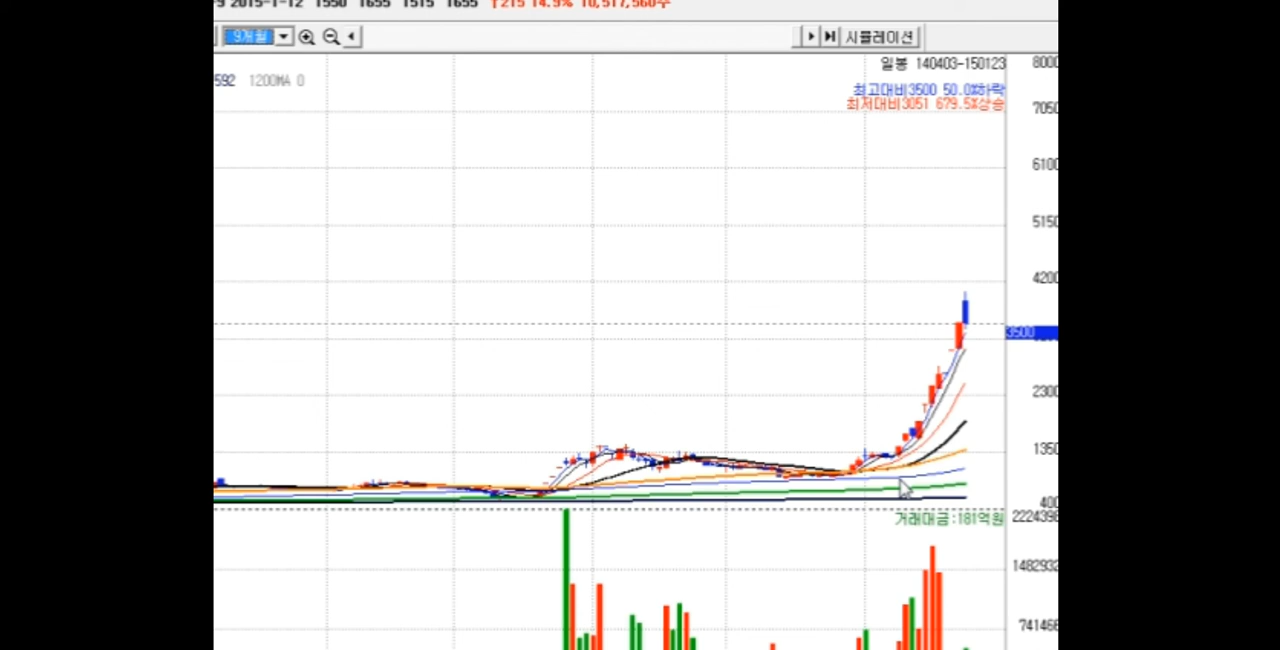 2015-1-12 1550 1655 1515 1655 ↑215 14.9% 10,517,560주
9개월 시뮬레이션
일봉 140403-150123
592 1200MA 0
최고대비3500 50.0%하락
최저대비3051 679.5%상승
8000
7050
6100
5150
4200
3500
2300
1350
400
거래대금:181억원
2224398
1482932
741466